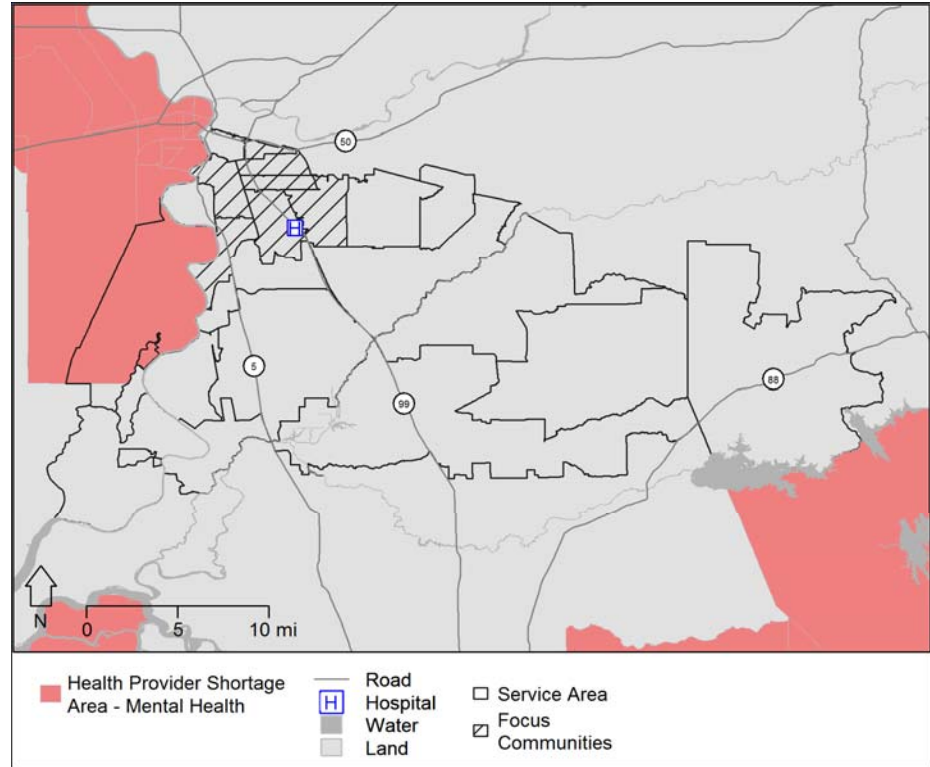 50
H
5
99
88
N
0 5 10 mi
Health Provider Shortage
Area - Mental Health
Road
H Hospital
Water
Land
Service Area
Focus
Communities